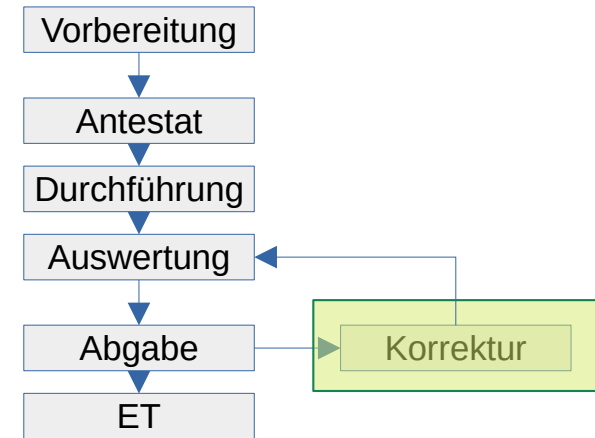 Vorbereitung
Antestat
Durchführung
Auswertung
Abgabe
Korrektur
ET